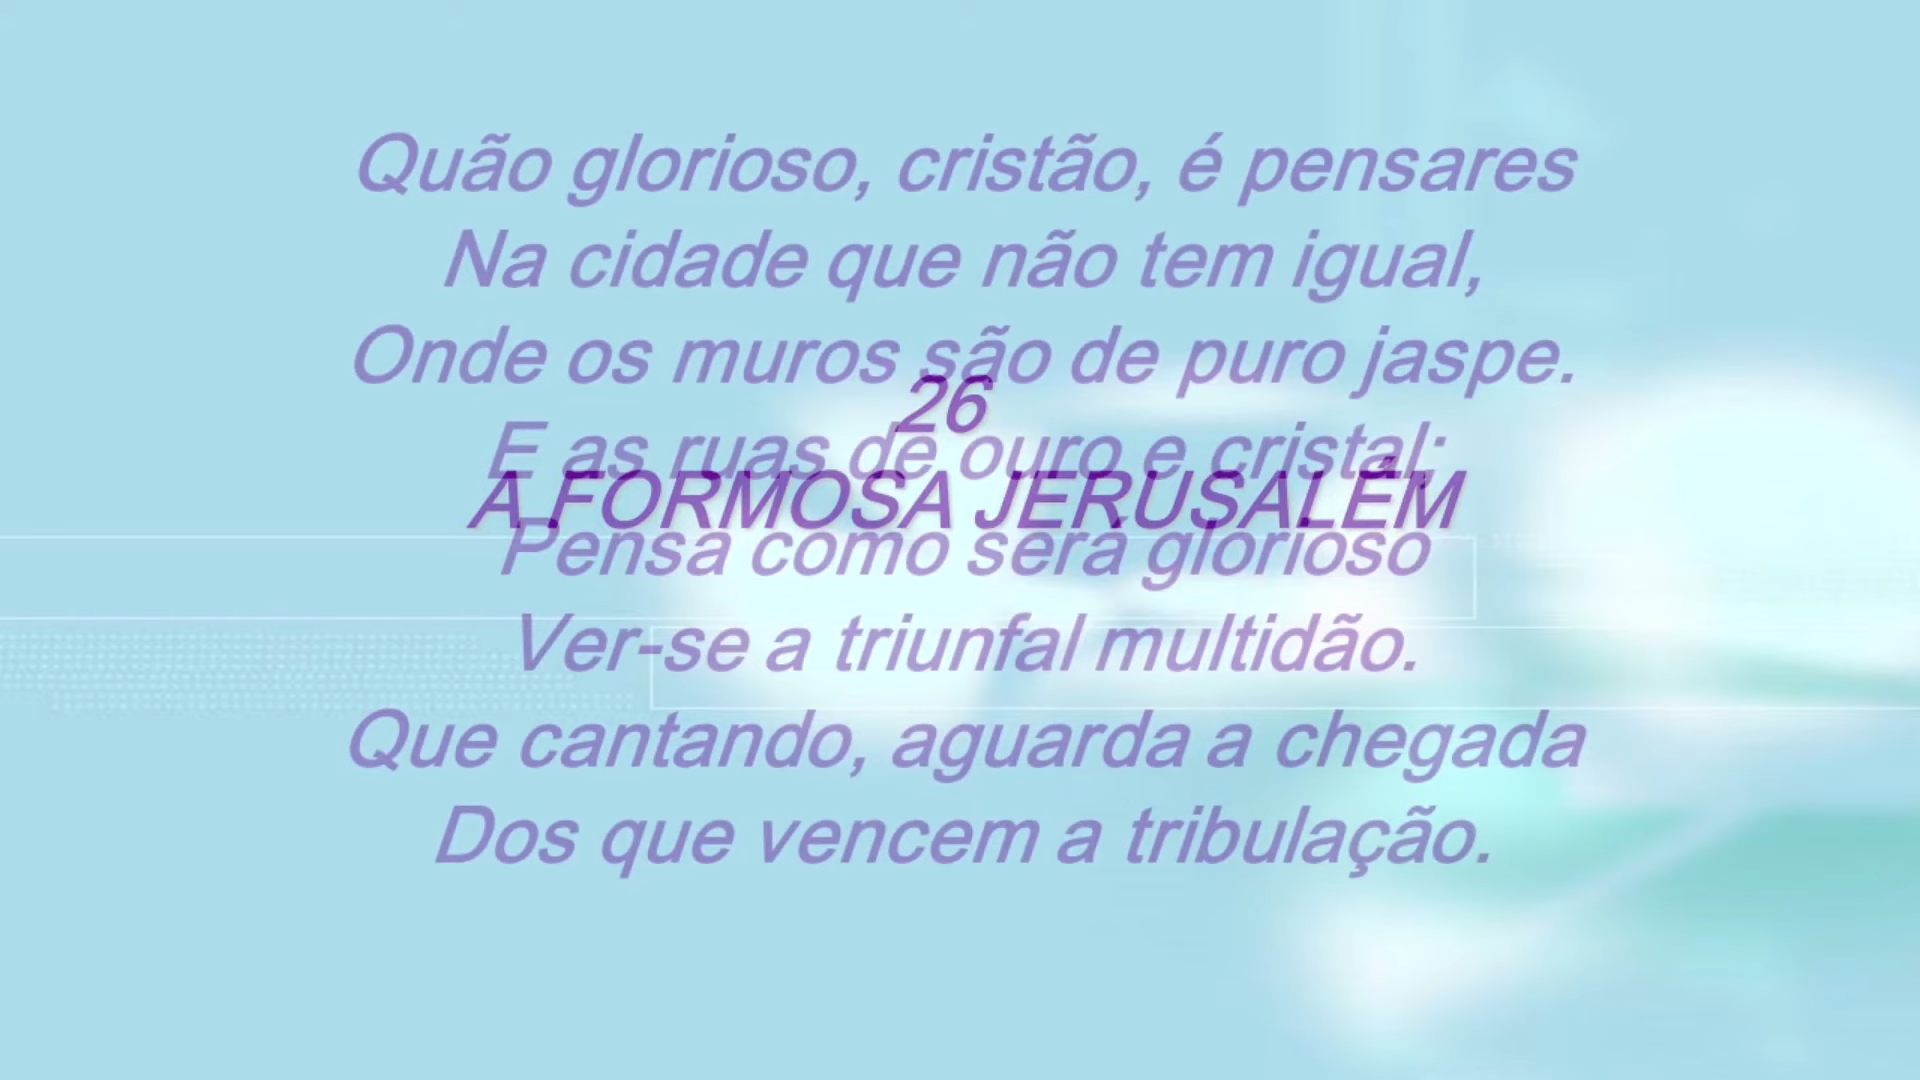 Quão glorioso, cristão, é pensares
Na cidade que não tem igual,
Onde os muros são de puro jaspe.
26
E as ruas de ouro e cristal;
A FORMOSA JERUSALÉM
Pensa como será glorioso
Ver-se a triunfal multidão.
Que cantando, aguarda a chegada
Dos que vencem a tribulação.